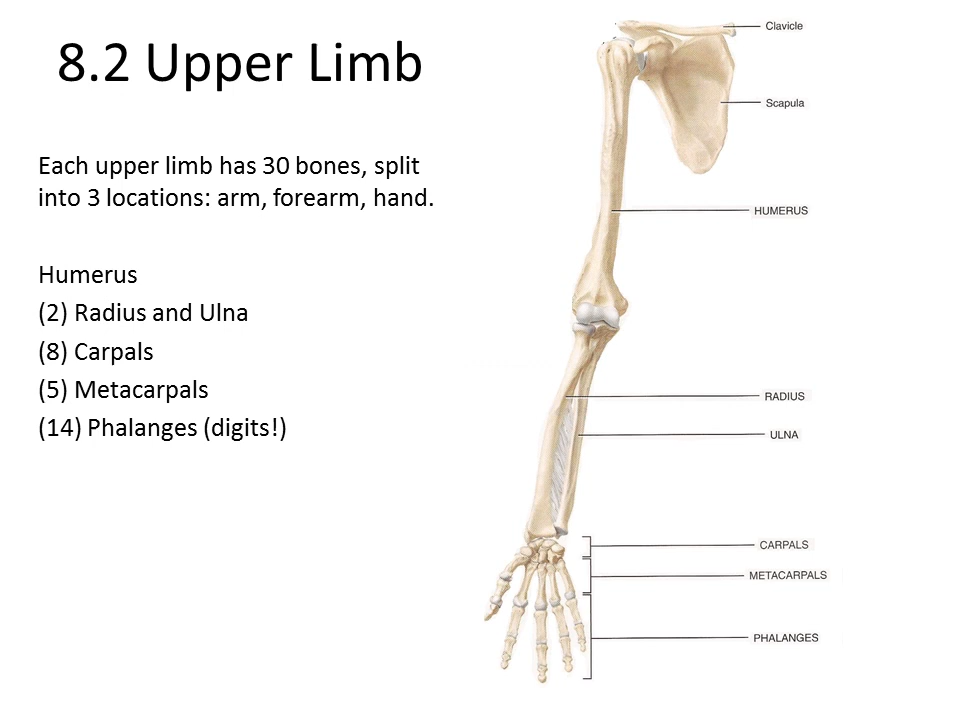 8.2 Upper Limb
Each upper limb has 30 bones, split
into 3 locations: arm, forearm, hand.
Humerus
(2) Radius and Ulna
(8) Carpals
(5) Metacarpals
(14) Phalanges (digits!)
Clavicle
Scapula
HUMERUS
RADIUS
ULNA
CARPALS
METACARPALS
PHALANGES